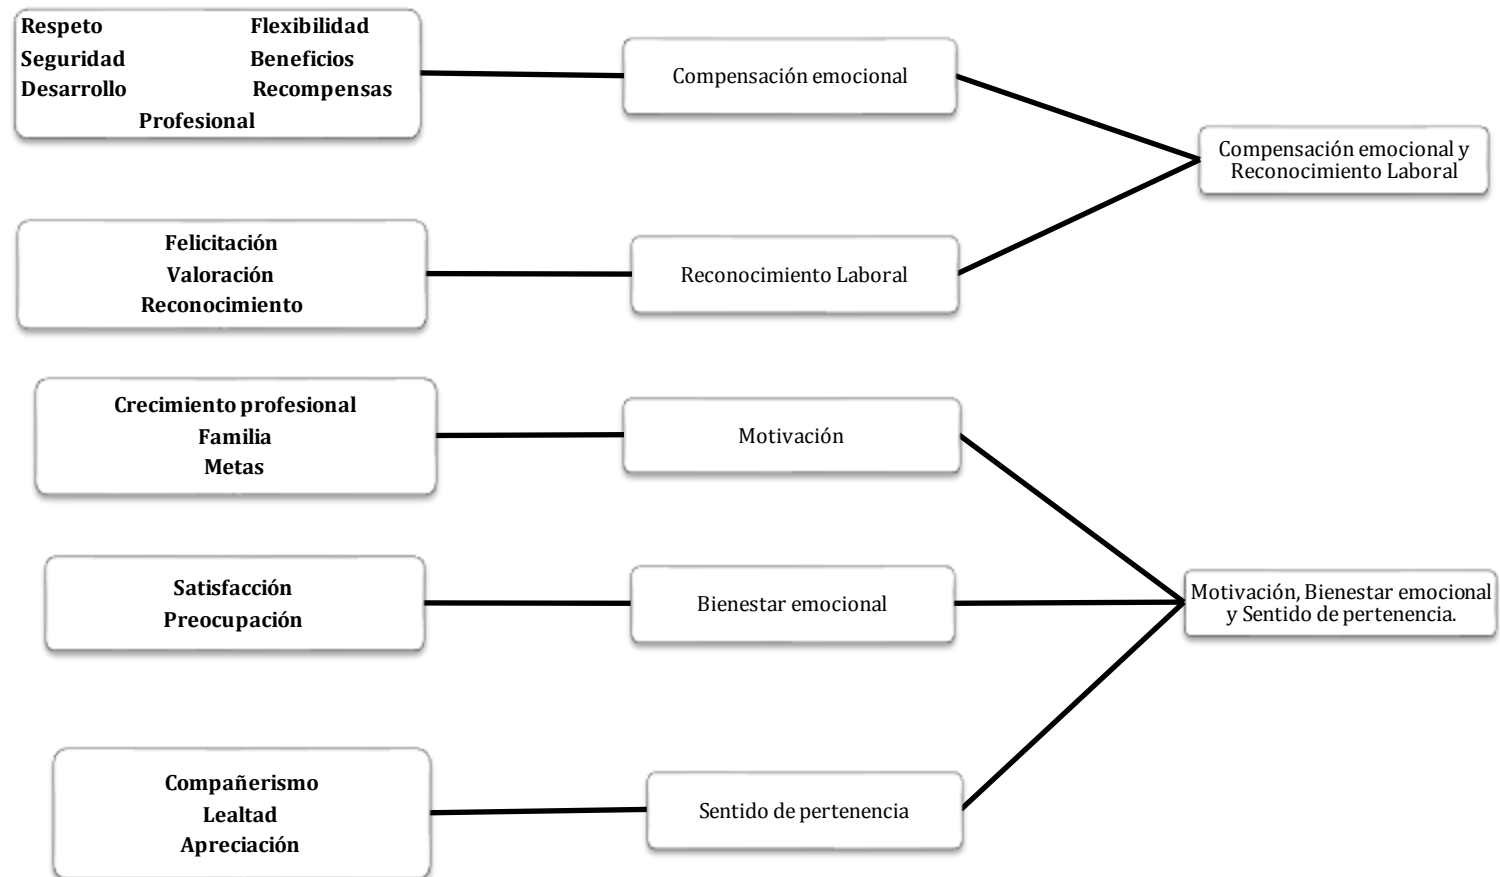 Respeto Flexibilidad
Seguridad Beneficios
Desarrollo Recompensas
Profesional
Compensación emocional
Compensación emocional y
Reconocimiento Laboral
Felicitación
Valoración
Reconocimiento
Reconocimiento Laboral
Crecimiento profesional
Familia
Metas
Motivación
Satisfacción
Preocupación
Bienestar emocional
Motivación, Bienestar emocional
y Sentido de pertenencia.
Compañerismo
Lealtad
Apreciación
Sentido de pertenencia